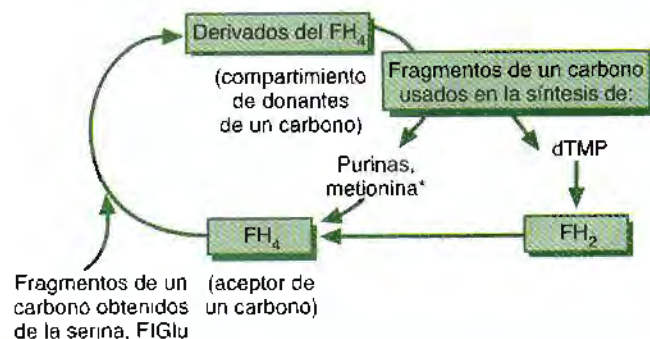 Derivados del FH₄
(compartimiento
de donantes
de un carbono)
Fragmentos de un carbono
usados en la síntesis de:
Purinas,
metionina*
dTMP
FH₄
FH₂
(aceptor de
un carbono)
Fragmentos de un
carbono obtenidos
de la serina, FIGlu